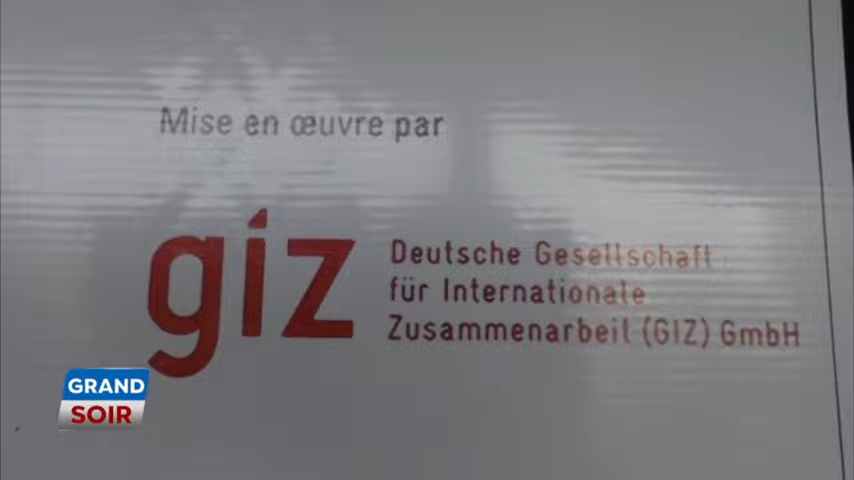 Mise en œuvre par
giz
Deutsche Gesellschaft
für Internationale
Zusammenarbeit (GIZ) GmbH
GRAND
SOIR